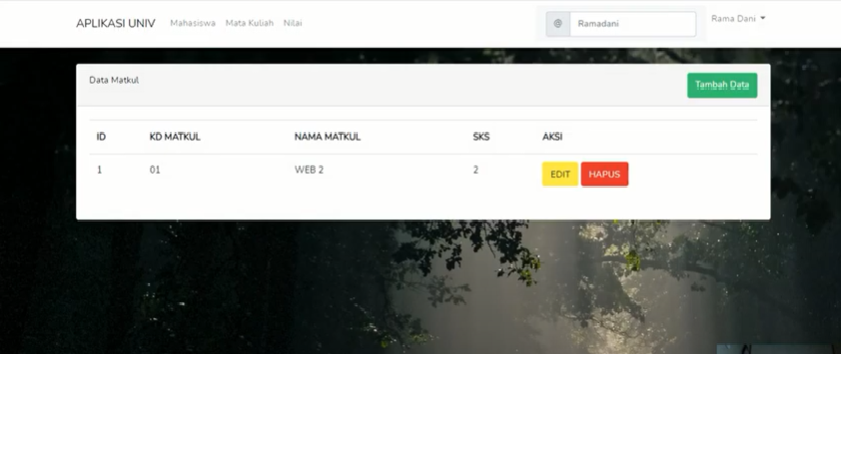 APLIKASI UNIV Mahasiswa Mata Kuliah Nilai @ Ramadani Rama Dani
Data Matkul Tambah Data
ID KD MATKUL NAMA MATKUL SKS AKSI
1 01 WEB 2 2 EDIT HAPUS